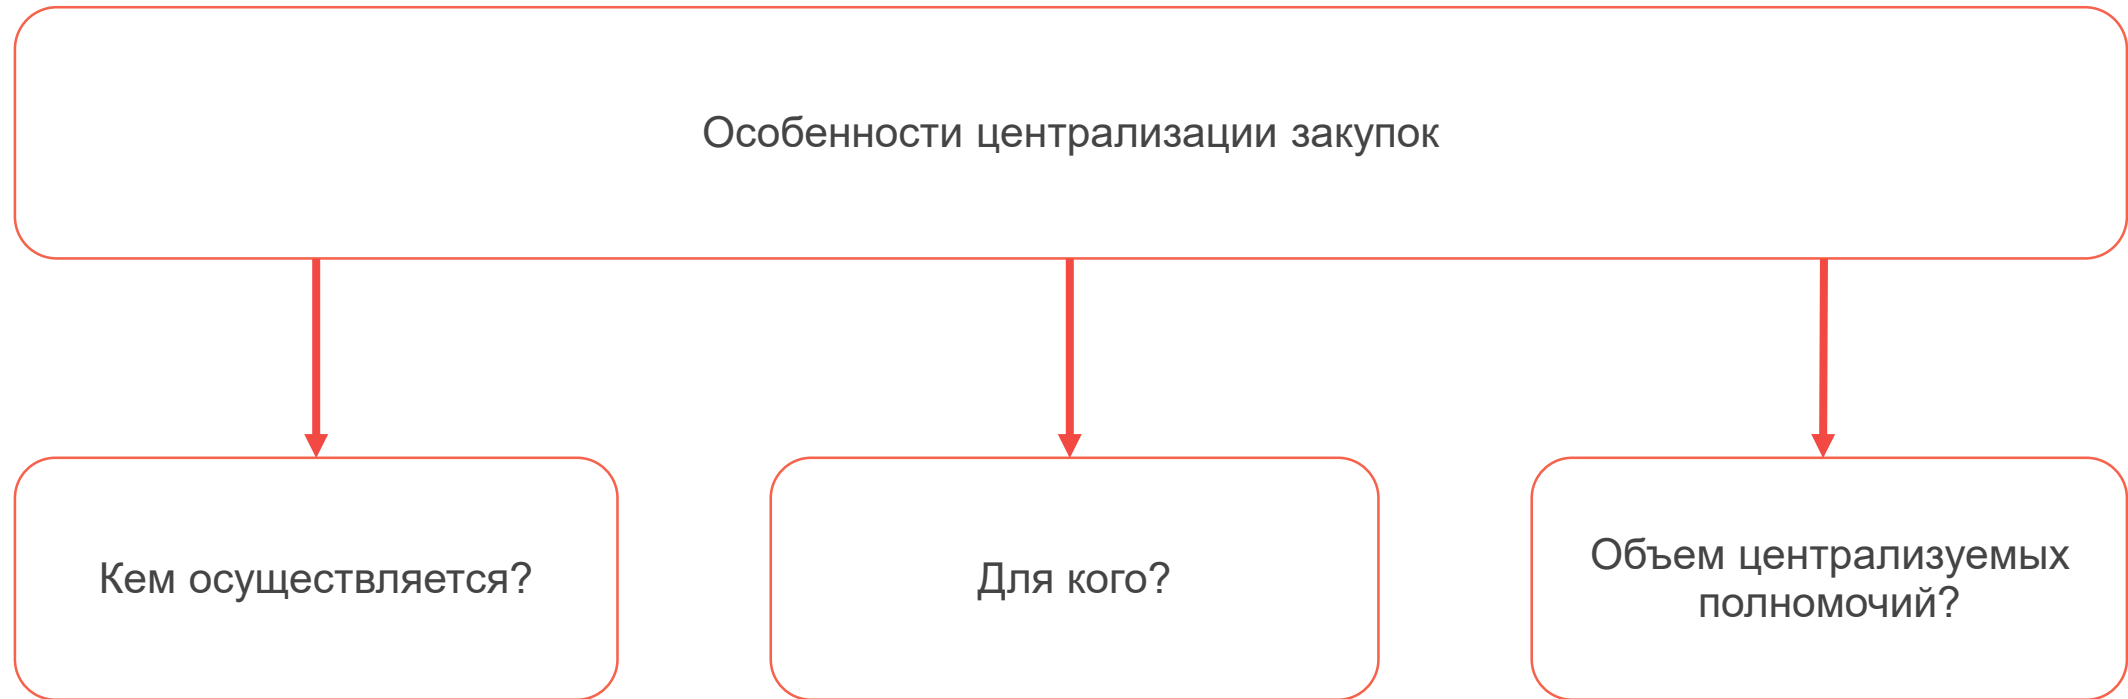 Особенности централизации закупок
Кем осуществляется?
Для кого?
Объем централизуемых
полномочий?